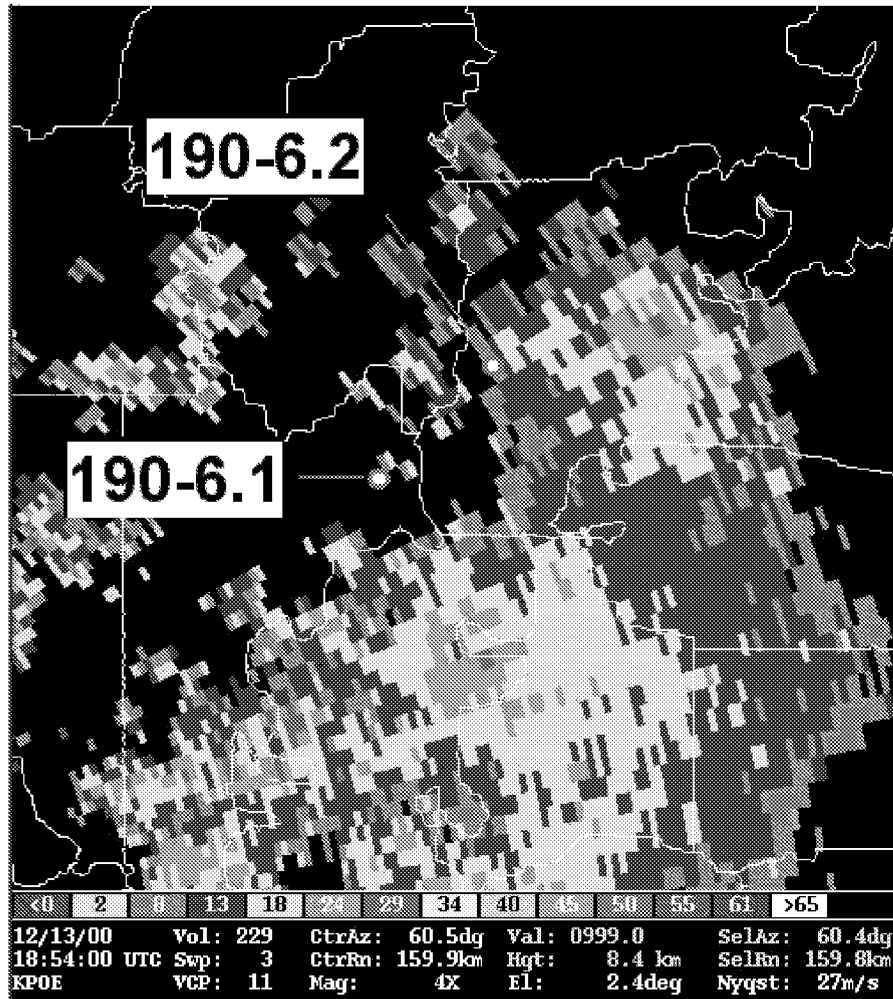 190-6.2
190-6.1
<0 2 8 13 18 24 29 34 40 45 50 55 61 >65
12/13/00 Vol: 229 CtrAz: 60.5dg Val: 0999.0 SelAz: 60.4dg
18:54:00 UTC Swp: 3 CtrRn: 159.9km Hgt: 8.4 km SelRn: 159.8km
KPOE VCP: 11 Mag: 4X El: 2.4deg Nyqst: 27m/s